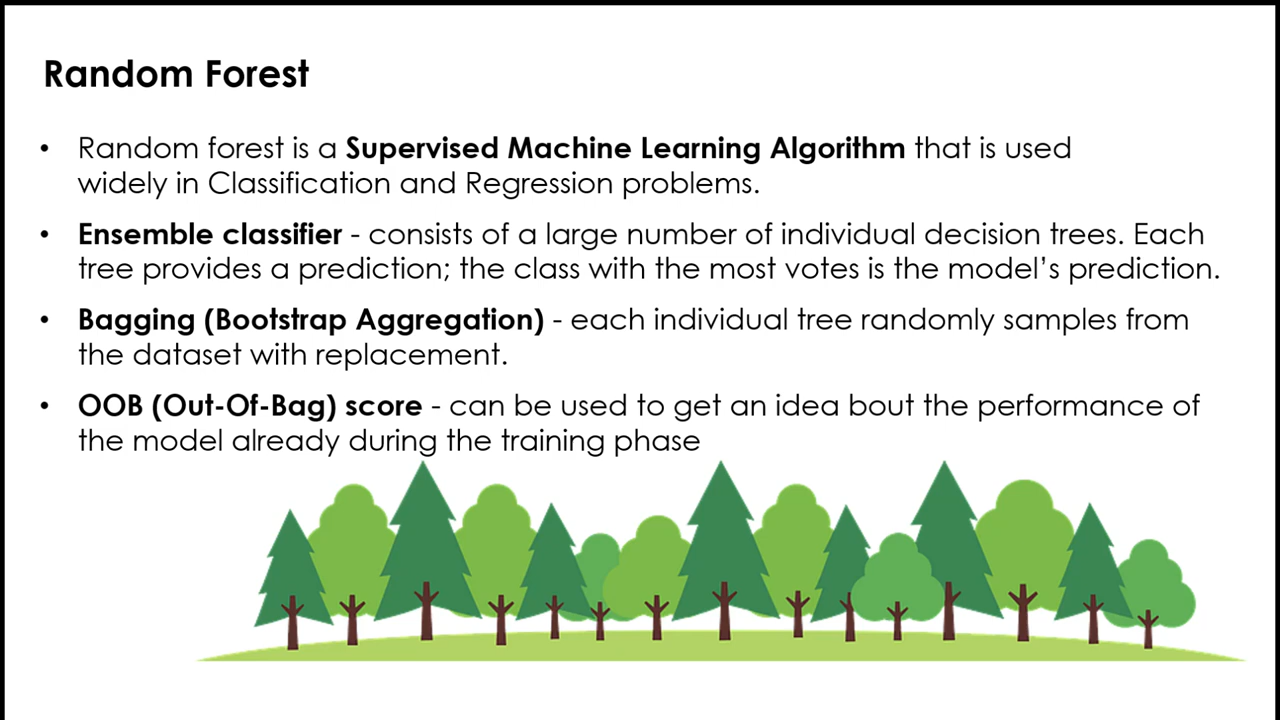 Random Forest
• Random forest is a Supervised Machine Learning Algorithm that is used
widely in Classification and Regression problems.
• Ensemble classifier - consists of a large number of individual decision trees. Each
tree provides a prediction; the class with the most votes is the model’s prediction.
• Bagging (Bootstrap Aggregation) - each individual tree randomly samples from
the dataset with replacement.
• OOB (Out-Of-Bag) score - can be used to get an idea bout the performance of
the model already during the training phase